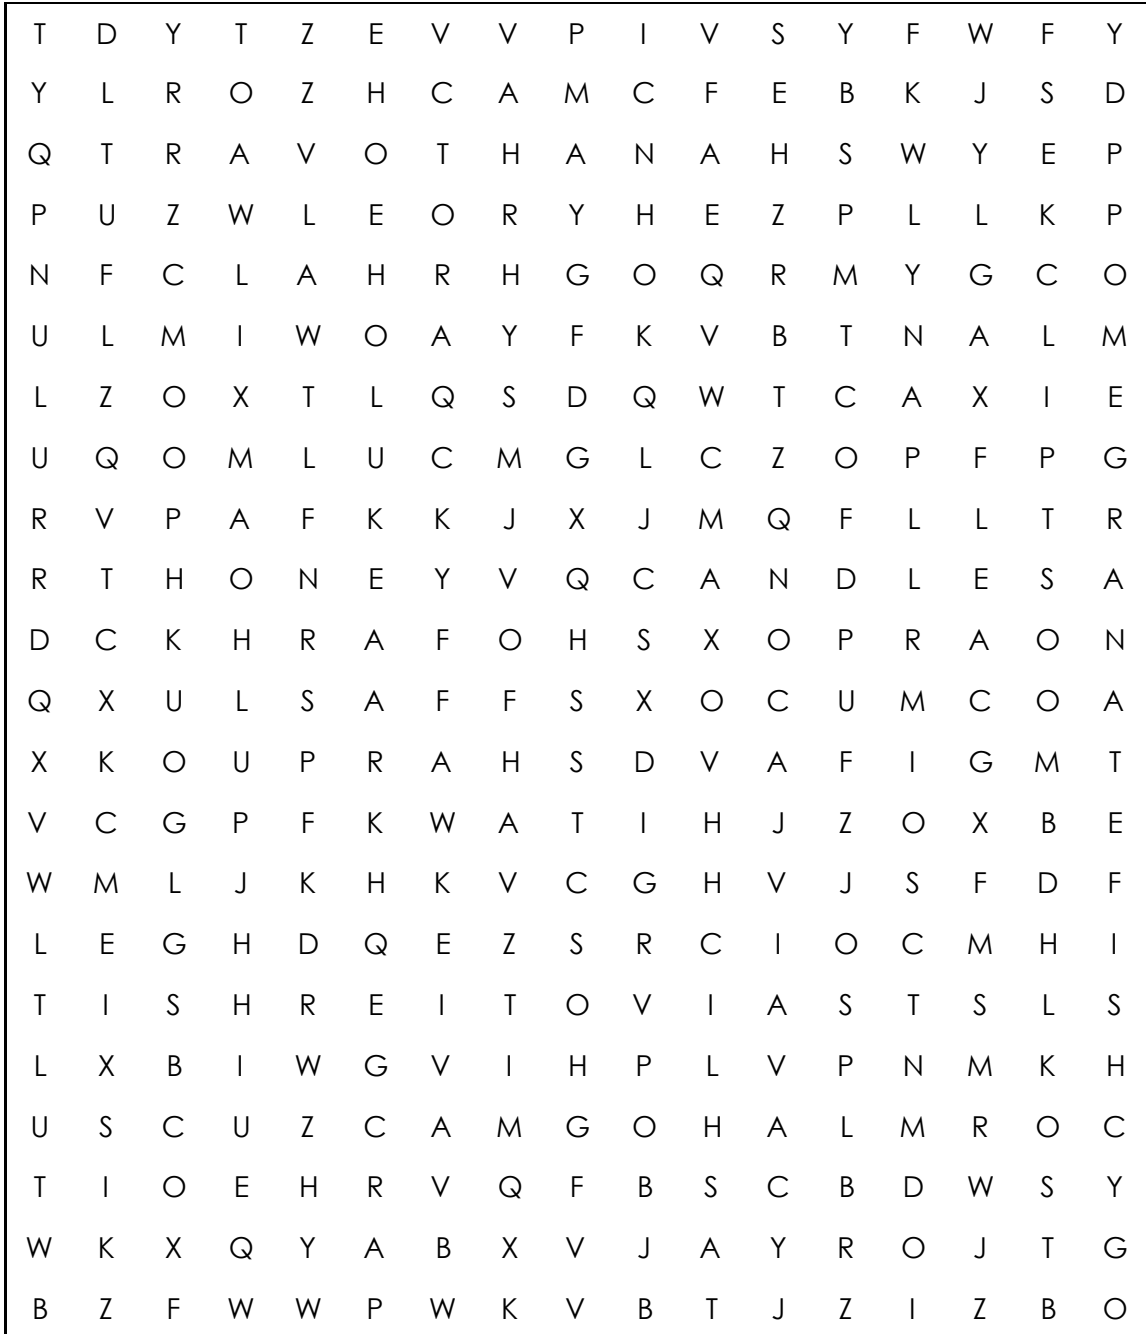 T D Y T Z E V V P I V S Y F W F Y
Y L R O Z H C A M C F E B K J S D
Q T R A V O T H A N A H S W Y E P
P U Z W L E O R Y H E Z P L L K P
N F C L A H R H G O Q R M Y G C O
U L M I W O A Y F K V B T N A L M
L Z O X T L Q S D Q W T C A X I E
U Q O M L U C M G L C Z O P F P G
R V P A F K K J X J M Q F L L T R
R T H O N E Y V Q C A N D L E S A
D C K H R A F O H S X O P R A O N
Q X U L S A F F S X O C U M C O A
X K O U P R A H S D V A F I G M T
V C G P F K W A T I H J Z O X B E
W M L J K H K V C G H V J S F D F
L E G H D Q E Z S R C I O C M H I
T I S H R E I T O V I A S T S L S
L X B I W G V I H P L V P N M K H
U S C U Z C A M G O H A L M R O C
T I O E H R V Q F B S C B D W S Y
W K X Q Y A B X V J A Y R O J T G
B Z F W W P W K V B T J Z I Z B O